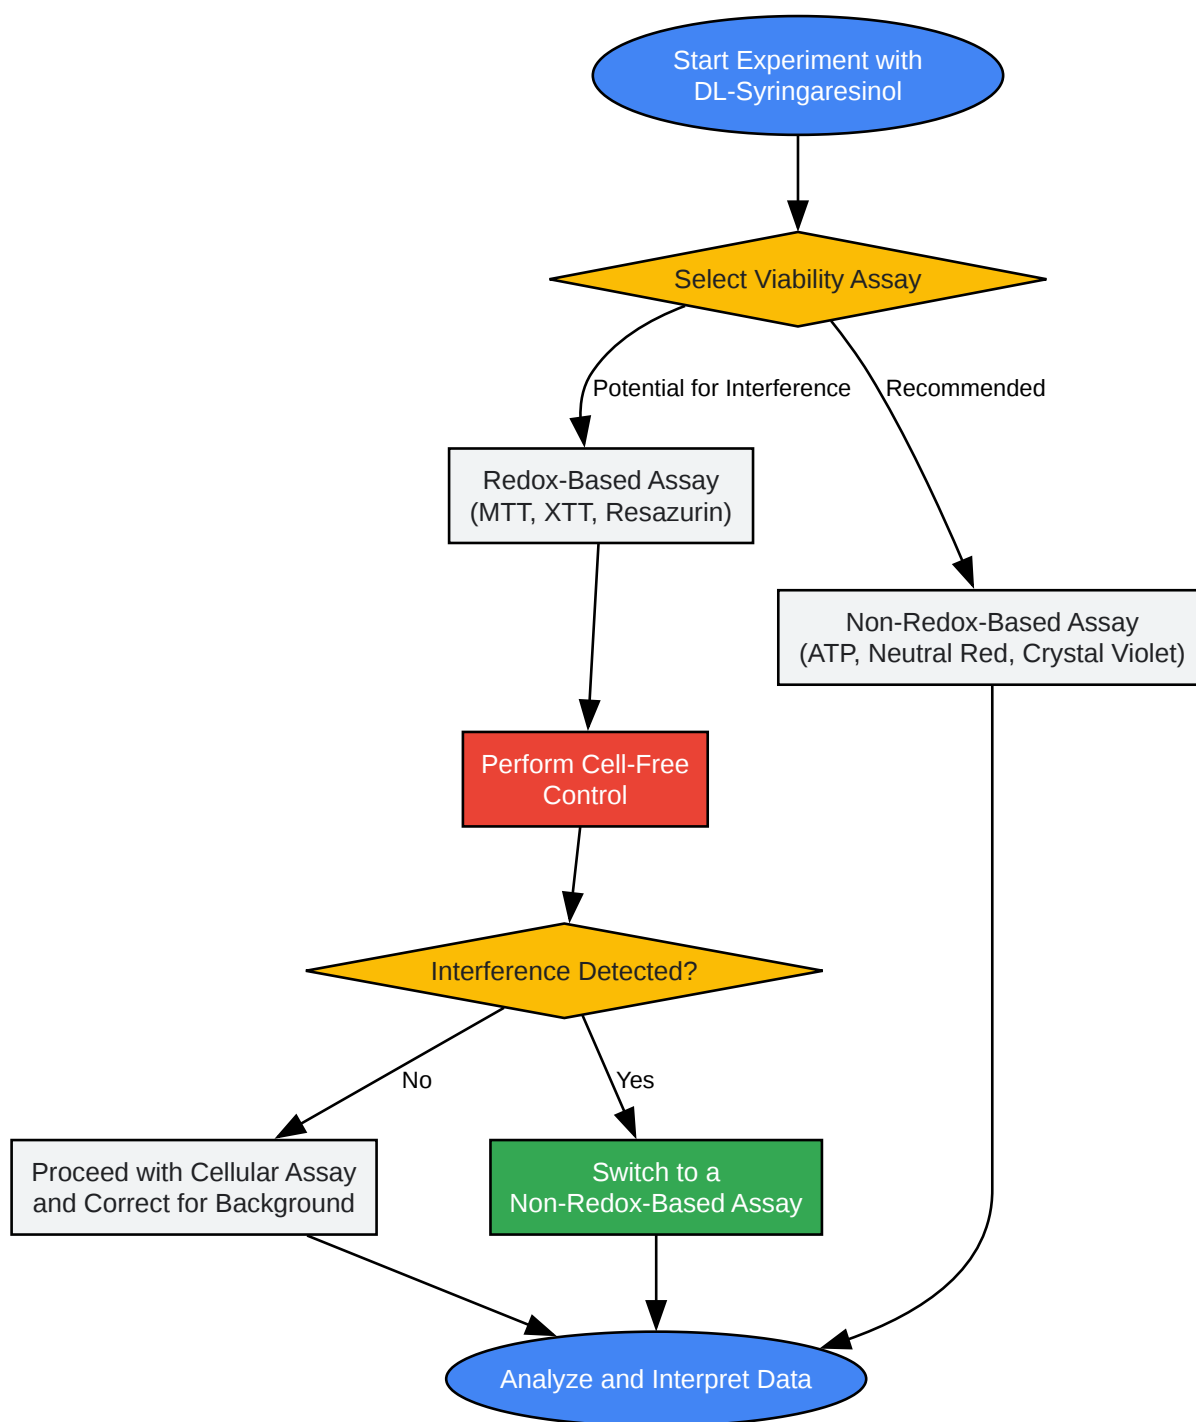 Start Experiment with
DL-Syringaresinol
Select Viability Assay
Potential for Interference
Recommended
Redox-Based Assay
(MTT, XTT, Resazurin)
Non-Redox-Based Assay
(ATP, Neutral Red, Crystal Violet)
Perform Cell-Free
Control
Interference Detected?
No
Yes
Proceed with Cellular Assay
and Correct for Background
Switch to a
Non-Redox-Based Assay
Analyze and Interpret Data